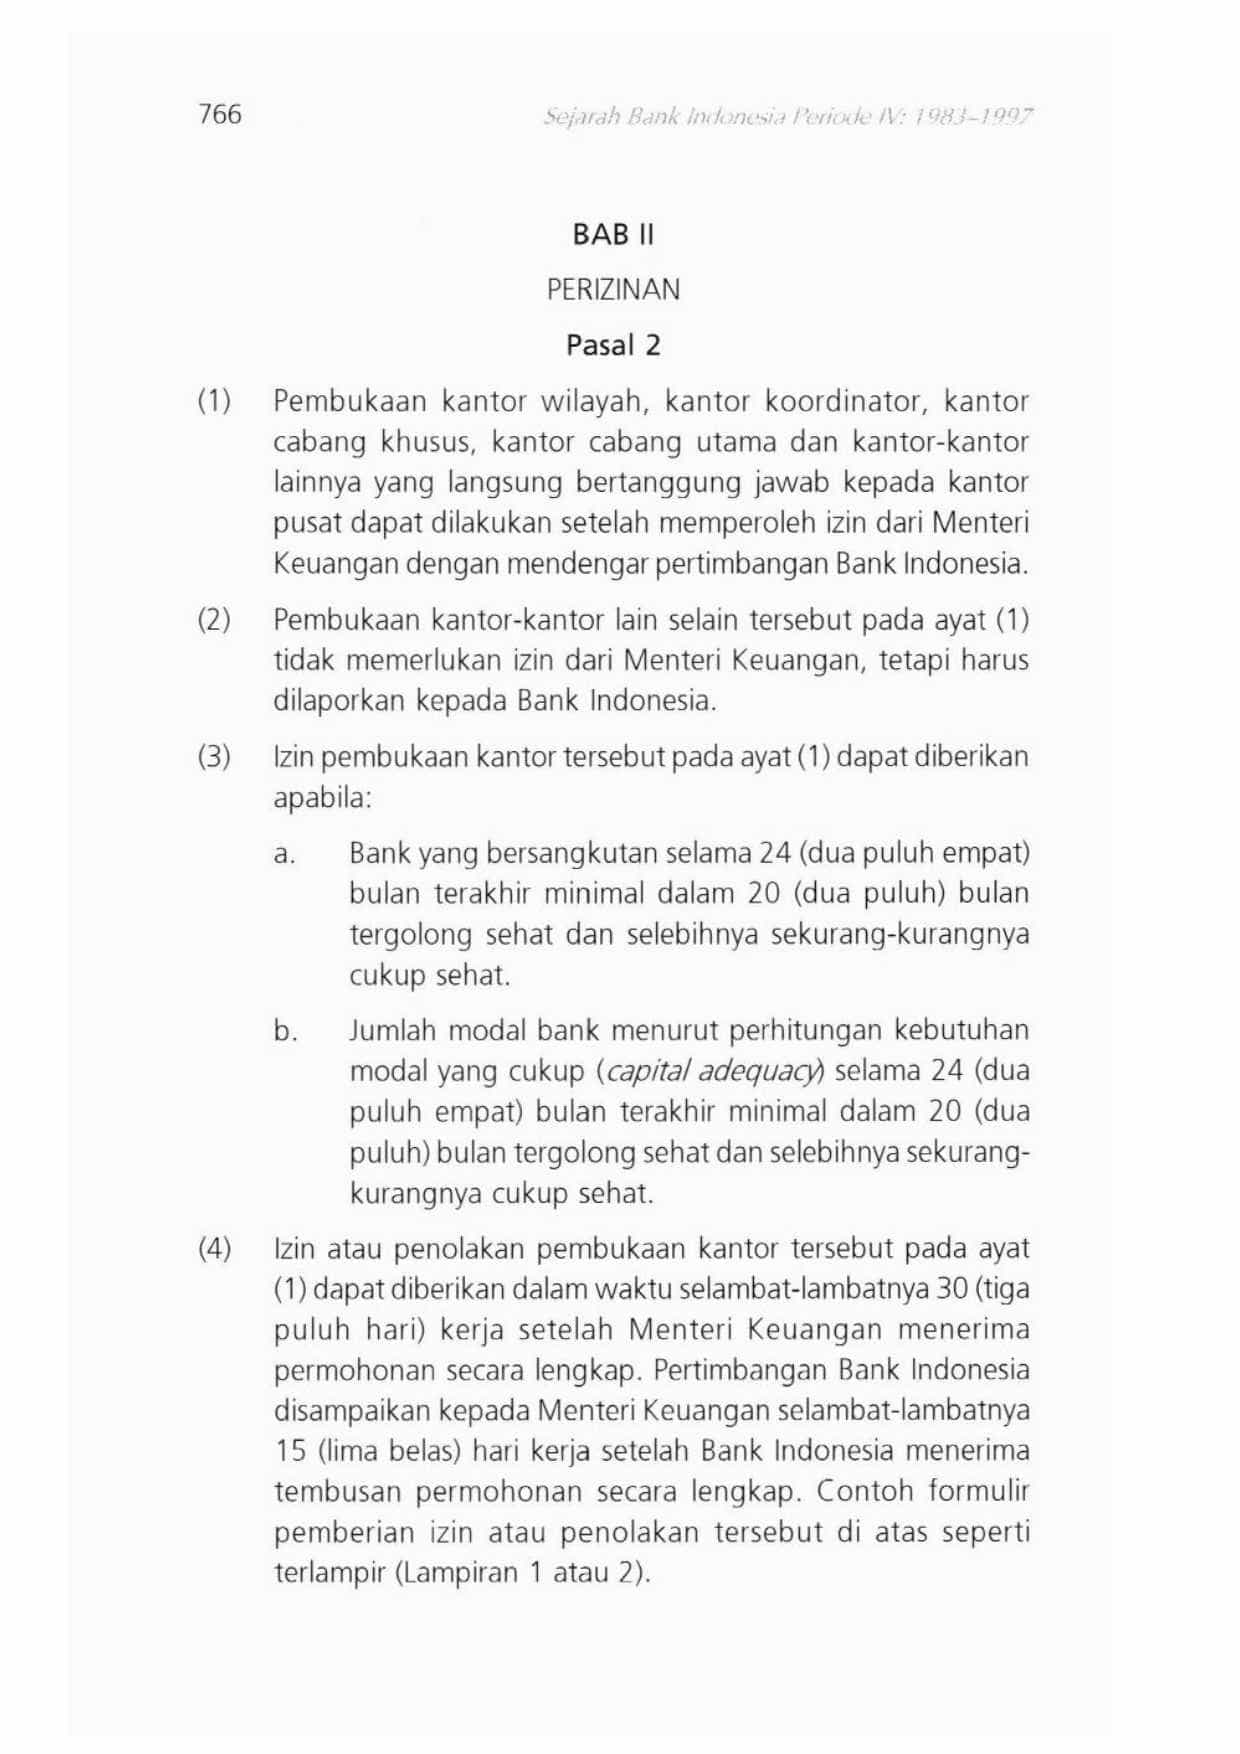 766
Sejarah Bank Indonesia Periode IV: 1983–1997
BAB II
PERIZINAN
Pasal 2
(1) Pembukaan kantor wilayah, kantor koordinator, kantor
cabang khusus, kantor cabang utama dan kantor-kantor
lainnya yang langsung bertanggung jawab kepada kantor
pusat dapat dilakukan setelah memperoleh izin dari Menteri
Keuangan dengan mendengar pertimbangan Bank Indonesia.
(2) Pembukaan kantor-kantor lain selain tersebut pada ayat (1)
tidak memerlukan izin dari Menteri Keuangan, tetapi harus
dilaporkan kepada Bank Indonesia.
(3) Izin pembukaan kantor tersebut pada ayat (1) dapat diberikan
apabila:
a. Bank yang bersangkutan selama 24 (dua puluh empat)
bulan terakhir minimal dalam 20 (dua puluh) bulan
tergolong sehat dan selebihnya sekurang-kurangnya
cukup sehat.
b. Jumlah modal bank menurut perhitungan kebutuhan
modal yang cukup (capital adequacy) selama 24 (dua
puluh empat) bulan terakhir minimal dalam 20 (dua
puluh) bulan tergolong sehat dan selebihnya sekurang-
kurangnya cukup sehat.
(4) Izin atau penolakan pembukaan kantor tersebut pada ayat
(1) dapat diberikan dalam waktu selambat-lambatnya 30 (tiga
puluh hari) kerja setelah Menteri Keuangan menerima
permohonan secara lengkap. Pertimbangan Bank Indonesia
disampaikan kepada Menteri Keuangan selambat-lambatnya
15 (lima belas) hari kerja setelah Bank Indonesia menerima
tembusan permohonan secara lengkap. Contoh formulir
pemberian izin atau penolakan tersebut di atas seperti
terlampir (Lampiran 1 atau 2).